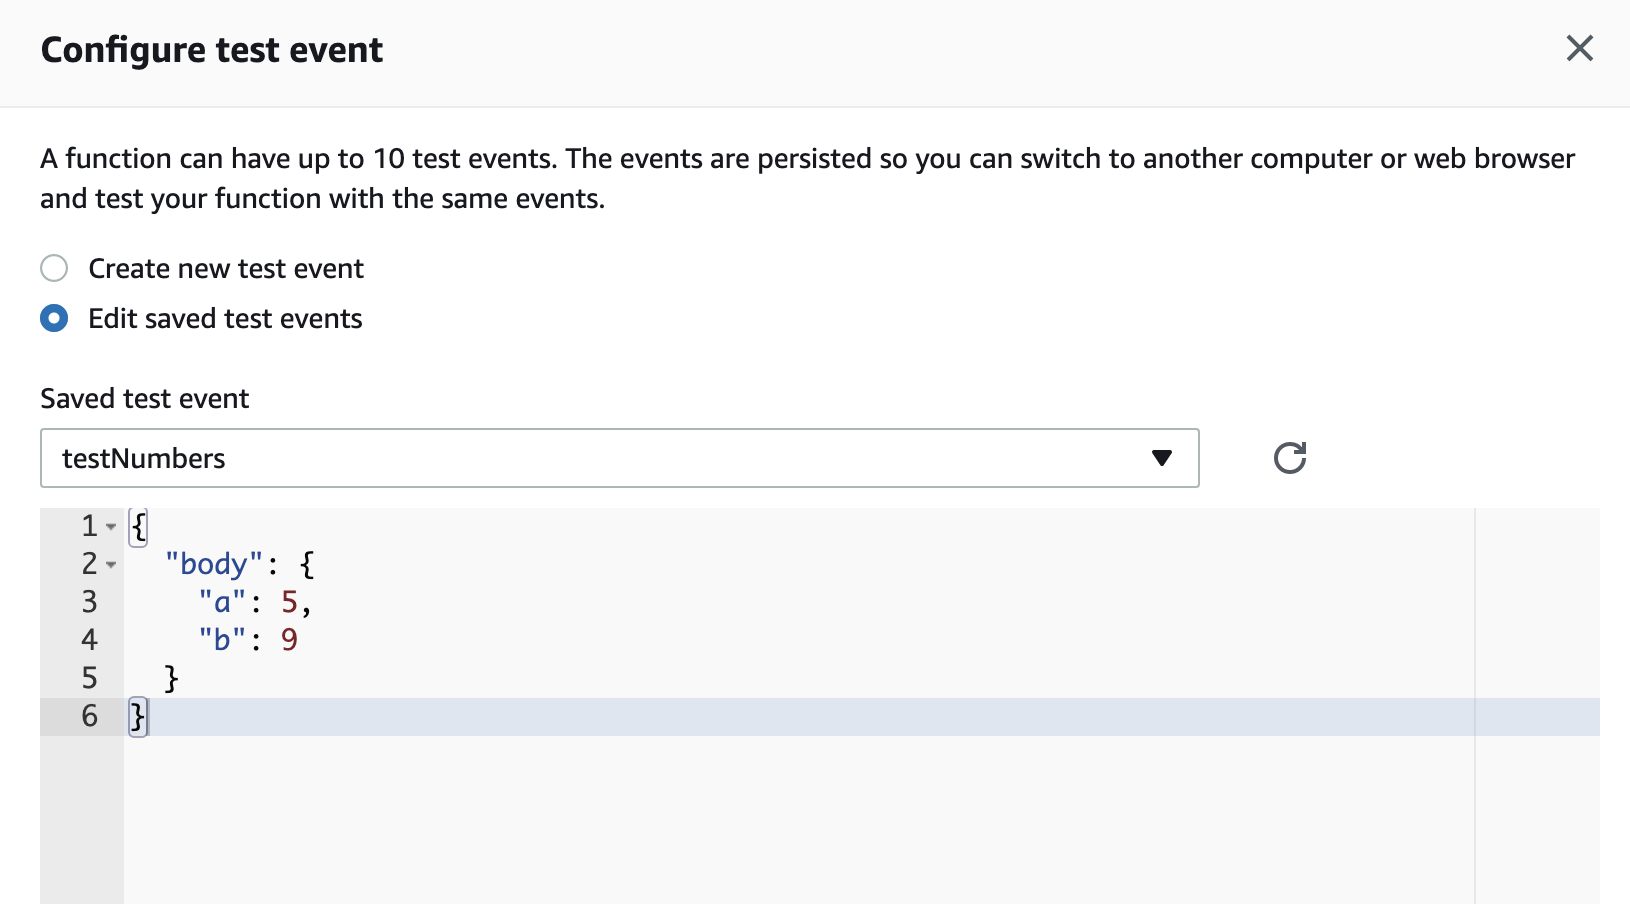 Configure test event
A function can have up to 10 test events. The events are persisted so you can switch to another computer or web browser
and test your function with the same events.
Create new test event
Edit saved test events
Saved test event
testNumbers
1 {
2   "body": {
3     "a": 5,
4     "b": 9
5   }
6 }